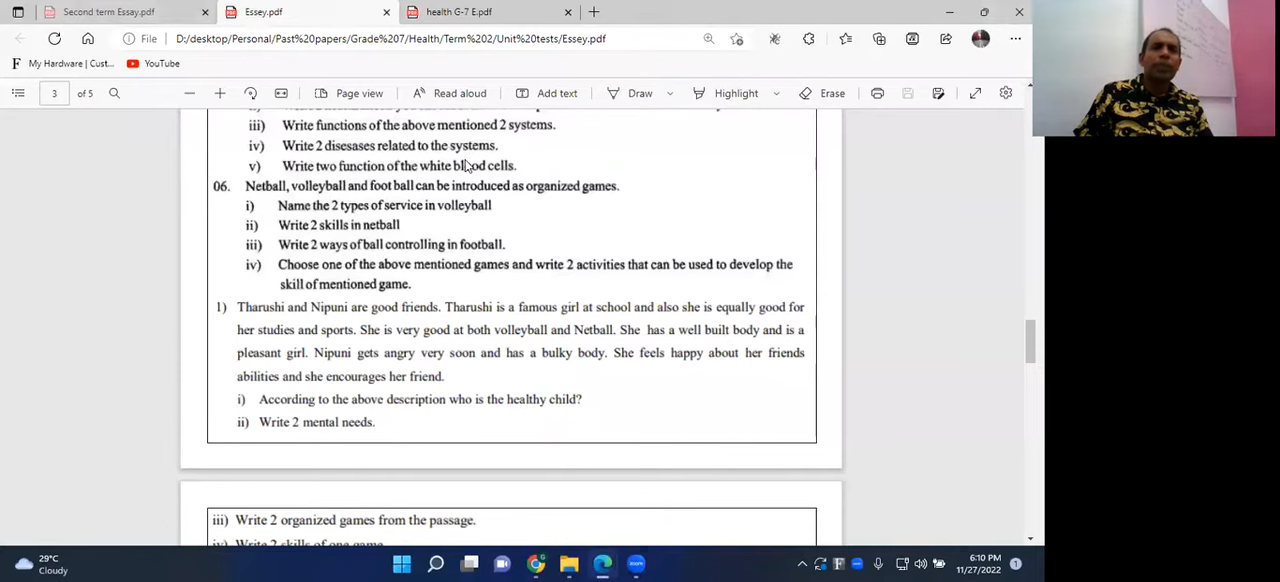 Second term Essay.pdf
Essey.pdf
health G-7 E.pdf
File
D:/desktop/Personal/Past%20papers/Grade%207/Health/Term%202/Unit%20tests/Essey.pdf
F My Hardware | Cust...
YouTube
3 of 5
Page view
Read aloud
Add text
Draw
Highlight
Erase
iii) Write functions of the above mentioned 2 systems.
iv) Write 2 disesases related to the systems.
v) Write two function of the white blood cells.
06. Netball, volleyball and foot ball can be introduced as organized games.
i) Name the 2 types of service in volleyball
ii) Write 2 skills in netball
iii) Write 2 ways of ball controlling in football.
iv) Choose one of the above mentioned games and write 2 activities that can be used to develop the
skill of mentioned game.
1) Tharushi and Nipuni are good friends. Tharushi is a famous girl at school and also she is equally good for
her studies and sports. She is very good at both volleyball and Netball. She has a well built body and is a
pleasant girl. Nipuni gets angry very soon and has a bulky body. She feels happy about her friends
abilities and she encourages her friend.
i) According to the above description who is the healthy child?
ii) Write 2 mental needs.
iii) Write 2 organized games from the passage.
iv) Write 2 skills of one game
29°C
Cloudy
zoom
6:10 PM
11/27/2022
1